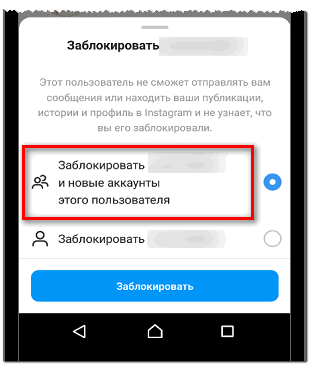 Заблокировать
Этот пользователь не сможет отправлять вам
сообщения или находить ваши публикации,
истории и профиль в Instagram и не узнает, что
вы его заблокировали.
Заблокировать
и новые аккаунты
этого пользователя
Заблокировать
Заблокировать